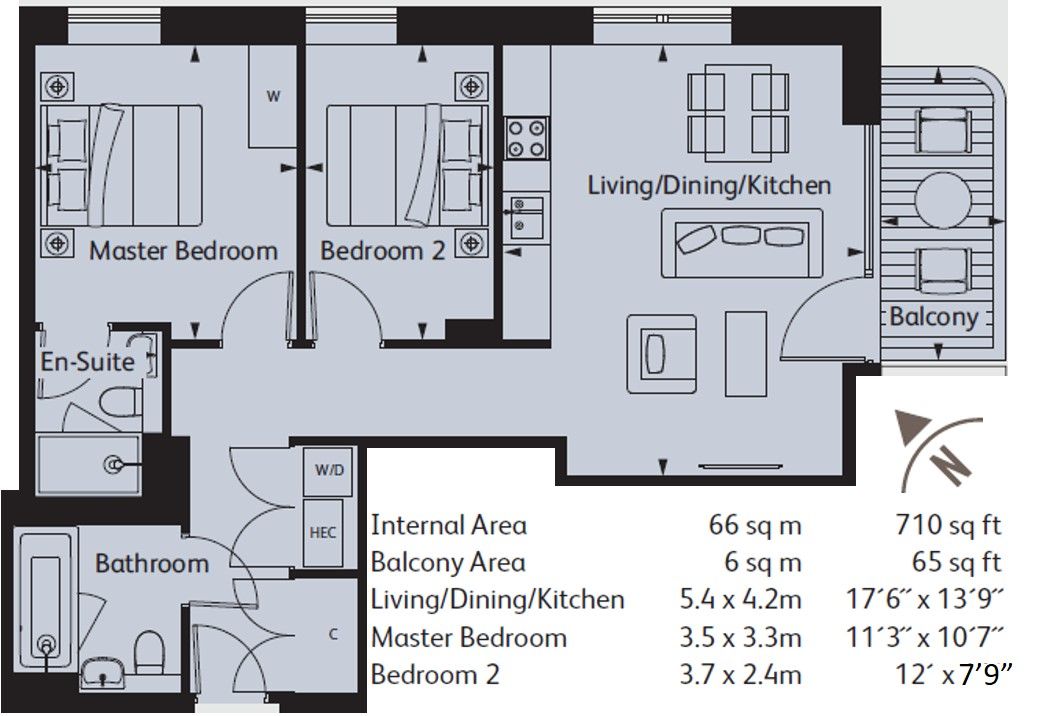 W
Living/Dining/Kitchen
Master Bedroom
Bedroom 2
Balcony
En-Suite
N
W/D
HEC
Bathroom
C
Internal Area 66 sq m 710 sq ft
Balcony Area 6 sq m 65 sq ft
Living/Dining/Kitchen 5.4 x 4.2m 17´6´´ x 13´9´´
Master Bedroom 3.5 x 3.3m 11´3´´ x 10´7´´
Bedroom 2 3.7 x 2.4m 12´ x 7’9”